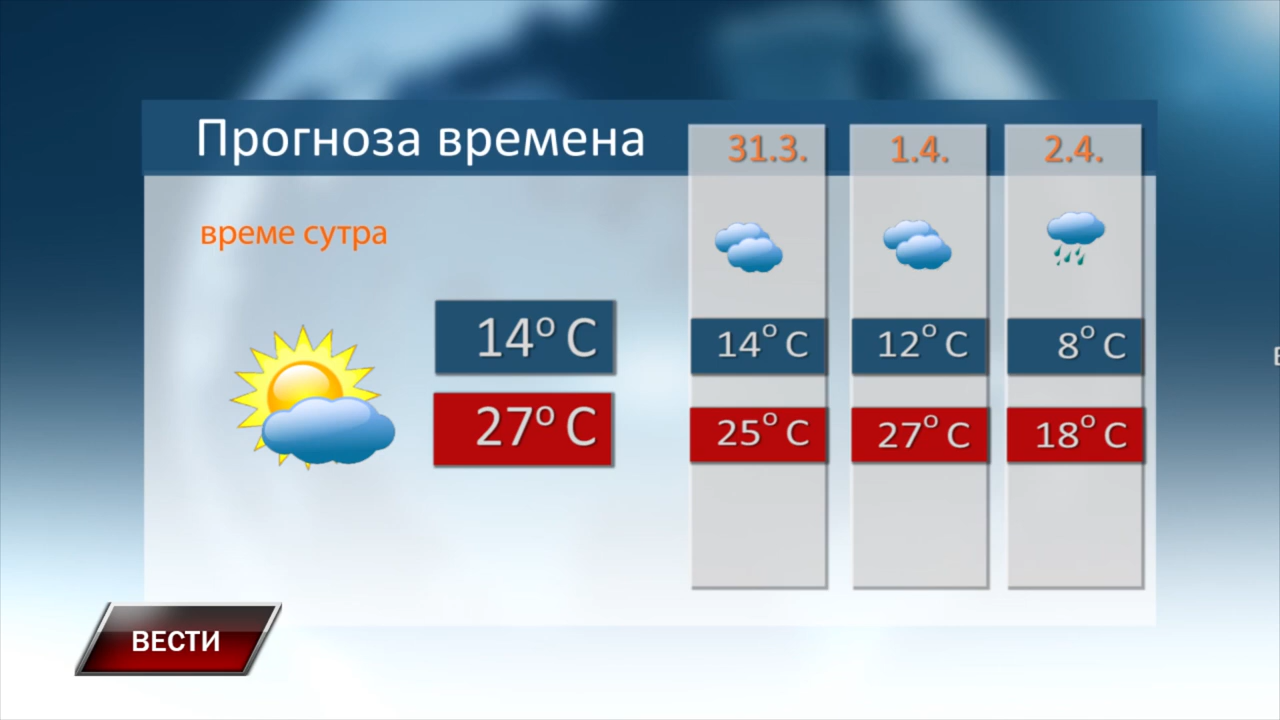 Прогноза времена
време сутра
14° C
27° C
31.3.
14° C
25° C
1.4.
12° C
27° C
2.4.
8° C
18° C
ВЕСТИ